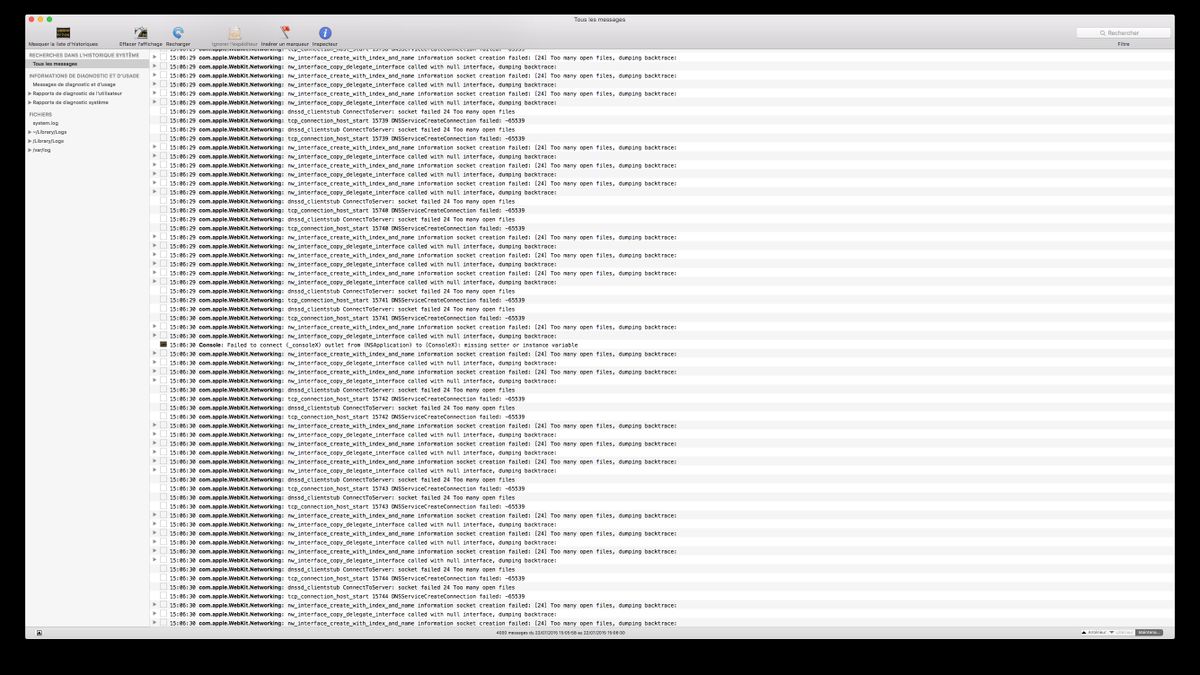 Tous les messages
Masquer la liste d'historiques
Effacer l'affichage
Recharger
Ignorer l'expéditeur
Insérer un marqueur
Inspecteur
Rechercher
Filtre
RECHERCHES DANS L'HISTORIQUE SYSTÈME
Tous les messages
INFORMATIONS DE DIAGNOSTIC ET D'USAGE
Messages de diagnostic et d'usage
Rapports de diagnostic de l'utilisateur
Rapports de diagnostic système
FICHIERS
system.log
~/Library/Logs
/Library/Logs
/var/log
15:06:29 com.apple.WebKit.Networking: nw_interface_create_with_index_and_name information socket creation failed: [24] Too many open files, dumping backtrace:
15:06:29 com.apple.WebKit.Networking: nw_interface_copy_delegate_interface called with null interface, dumping backtrace:
15:06:29 com.apple.WebKit.Networking: nw_interface_create_with_index_and_name information socket creation failed: [24] Too many open files, dumping backtrace:
15:06:29 com.apple.WebKit.Networking: nw_interface_copy_delegate_interface called with null interface, dumping backtrace:
15:06:29 com.apple.WebKit.Networking: nw_interface_create_with_index_and_name information socket creation failed: [24] Too many open files, dumping backtrace:
15:06:29 com.apple.WebKit.Networking: nw_interface_copy_delegate_interface called with null interface, dumping backtrace:
15:06:29 com.apple.WebKit.Networking: dnssd_clientstub ConnectToServer: socket failed 24 Too many open files
15:06:29 com.apple.WebKit.Networking: tcp_connection_host_start 15739 DNSServiceCreateConnection failed: -65539
15:06:29 com.apple.WebKit.Networking: dnssd_clientstub ConnectToServer: socket failed 24 Too many open files
15:06:29 com.apple.WebKit.Networking: tcp_connection_host_start 15739 DNSServiceCreateConnection failed: -65539
15:06:29 com.apple.WebKit.Networking: nw_interface_create_with_index_and_name information socket creation failed: [24] Too many open files, dumping backtrace:
15:06:29 com.apple.WebKit.Networking: nw_interface_copy_delegate_interface called with null interface, dumping backtrace:
15:06:29 com.apple.WebKit.Networking: nw_interface_create_with_index_and_name information socket creation failed: [24] Too many open files, dumping backtrace:
15:06:29 com.apple.WebKit.Networking: nw_interface_copy_delegate_interface called with null interface, dumping backtrace:
15:06:29 com.apple.WebKit.Networking: nw_interface_create_with_index_and_name information socket creation failed: [24] Too many open files, dumping backtrace:
15:06:29 com.apple.WebKit.Networking: nw_interface_copy_delegate_interface called with null interface, dumping backtrace:
15:06:29 com.apple.WebKit.Networking: dnssd_clientstub ConnectToServer: socket failed 24 Too many open files
15:06:29 com.apple.WebKit.Networking: tcp_connection_host_start 15740 DNSServiceCreateConnection failed: -65539
15:06:29 com.apple.WebKit.Networking: dnssd_clientstub ConnectToServer: socket failed 24 Too many open files
15:06:29 com.apple.WebKit.Networking: tcp_connection_host_start 15740 DNSServiceCreateConnection failed: -65539
15:06:29 com.apple.WebKit.Networking: nw_interface_create_with_index_and_name information socket creation failed: [24] Too many open files, dumping backtrace:
15:06:29 com.apple.WebKit.Networking: nw_interface_copy_delegate_interface called with null interface, dumping backtrace:
15:06:29 com.apple.WebKit.Networking: nw_interface_create_with_index_and_name information socket creation failed: [24] Too many open files, dumping backtrace:
15:06:29 com.apple.WebKit.Networking: nw_interface_copy_delegate_interface called with null interface, dumping backtrace:
15:06:29 com.apple.WebKit.Networking: nw_interface_create_with_index_and_name information socket creation failed: [24] Too many open files, dumping backtrace:
15:06:29 com.apple.WebKit.Networking: nw_interface_copy_delegate_interface called with null interface, dumping backtrace:
15:06:29 com.apple.WebKit.Networking: dnssd_clientstub ConnectToServer: socket failed 24 Too many open files
15:06:29 com.apple.WebKit.Networking: tcp_connection_host_start 15741 DNSServiceCreateConnection failed: -65539
15:06:30 com.apple.WebKit.Networking: dnssd_clientstub ConnectToServer: socket failed 24 Too many open files
15:06:30 com.apple.WebKit.Networking: tcp_connection_host_start 15741 DNSServiceCreateConnection failed: -65539
15:06:30 com.apple.WebKit.Networking: nw_interface_create_with_index_and_name information socket creation failed: [24] Too many open files, dumping backtrace:
15:06:30 com.apple.WebKit.Networking: nw_interface_copy_delegate_interface called with null interface, dumping backtrace:
15:06:30 Console: Failed to connect (_consoleX) outlet from (NSApplication) to (ConsoleX): missing setter or instance variable
15:06:30 com.apple.WebKit.Networking: nw_interface_create_with_index_and_name information socket creation failed: [24] Too many open files, dumping backtrace:
15:06:30 com.apple.WebKit.Networking: nw_interface_copy_delegate_interface called with null interface, dumping backtrace:
15:06:30 com.apple.WebKit.Networking: nw_interface_create_with_index_and_name information socket creation failed: [24] Too many open files, dumping backtrace:
15:06:30 com.apple.WebKit.Networking: nw_interface_copy_delegate_interface called with null interface, dumping backtrace:
15:06:30 com.apple.WebKit.Networking: dnssd_clientstub ConnectToServer: socket failed 24 Too many open files
15:06:30 com.apple.WebKit.Networking: tcp_connection_host_start 15742 DNSServiceCreateConnection failed: -65539
15:06:30 com.apple.WebKit.Networking: dnssd_clientstub ConnectToServer: socket failed 24 Too many open files
15:06:30 com.apple.WebKit.Networking: tcp_connection_host_start 15742 DNSServiceCreateConnection failed: -65539
15:06:30 com.apple.WebKit.Networking: nw_interface_create_with_index_and_name information socket creation failed: [24] Too many open files, dumping backtrace:
15:06:30 com.apple.WebKit.Networking: nw_interface_copy_delegate_interface called with null interface, dumping backtrace:
15:06:30 com.apple.WebKit.Networking: nw_interface_create_with_index_and_name information socket creation failed: [24] Too many open files, dumping backtrace:
15:06:30 com.apple.WebKit.Networking: nw_interface_copy_delegate_interface called with null interface, dumping backtrace:
15:06:30 com.apple.WebKit.Networking: nw_interface_create_with_index_and_name information socket creation failed: [24] Too many open files, dumping backtrace:
15:06:30 com.apple.WebKit.Networking: nw_interface_copy_delegate_interface called with null interface, dumping backtrace:
15:06:30 com.apple.WebKit.Networking: dnssd_clientstub ConnectToServer: socket failed 24 Too many open files
15:06:30 com.apple.WebKit.Networking: tcp_connection_host_start 15743 DNSServiceCreateConnection failed: -65539
15:06:30 com.apple.WebKit.Networking: dnssd_clientstub ConnectToServer: socket failed 24 Too many open files
15:06:30 com.apple.WebKit.Networking: tcp_connection_host_start 15743 DNSServiceCreateConnection failed: -65539
15:06:30 com.apple.WebKit.Networking: nw_interface_create_with_index_and_name information socket creation failed: [24] Too many open files, dumping backtrace:
15:06:30 com.apple.WebKit.Networking: nw_interface_copy_delegate_interface called with null interface, dumping backtrace:
15:06:30 com.apple.WebKit.Networking: nw_interface_create_with_index_and_name information socket creation failed: [24] Too many open files, dumping backtrace:
15:06:30 com.apple.WebKit.Networking: nw_interface_copy_delegate_interface called with null interface, dumping backtrace:
15:06:30 com.apple.WebKit.Networking: nw_interface_create_with_index_and_name information socket creation failed: [24] Too many open files, dumping backtrace:
15:06:30 com.apple.WebKit.Networking: nw_interface_copy_delegate_interface called with null interface, dumping backtrace:
15:06:30 com.apple.WebKit.Networking: dnssd_clientstub ConnectToServer: socket failed 24 Too many open files
15:06:30 com.apple.WebKit.Networking: tcp_connection_host_start 15744 DNSServiceCreateConnection failed: -65539
15:06:30 com.apple.WebKit.Networking: dnssd_clientstub ConnectToServer: socket failed 24 Too many open files
15:06:30 com.apple.WebKit.Networking: tcp_connection_host_start 15744 DNSServiceCreateConnection failed: -65539
15:06:30 com.apple.WebKit.Networking: nw_interface_create_with_index_and_name information socket creation failed: [24] Too many open files, dumping backtrace:
15:06:30 com.apple.WebKit.Networking: nw_interface_copy_delegate_interface called with null interface, dumping backtrace:
15:06:30 com.apple.WebKit.Networking: nw_interface_create_with_index_and_name information socket creation failed: [24] Too many open files, dumping backtrace:
4000 messages du 22/07/2015 15:05:58 au 22/07/2015 15:06:30
Antérieur
Maintena...